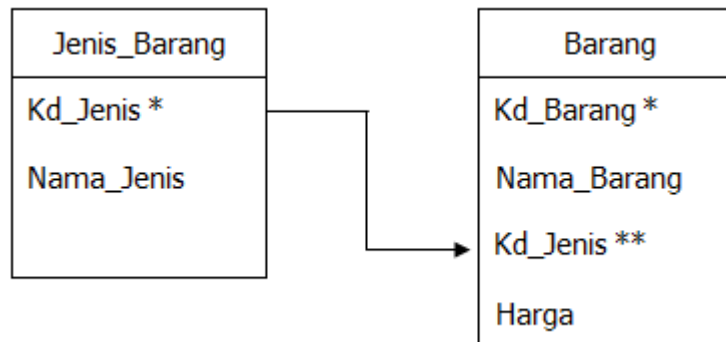 Jenis_Barang
Kd_Jenis *
Nama_Jenis
Barang
Kd_Barang *
Nama_Barang
Kd_Jenis **
Harga